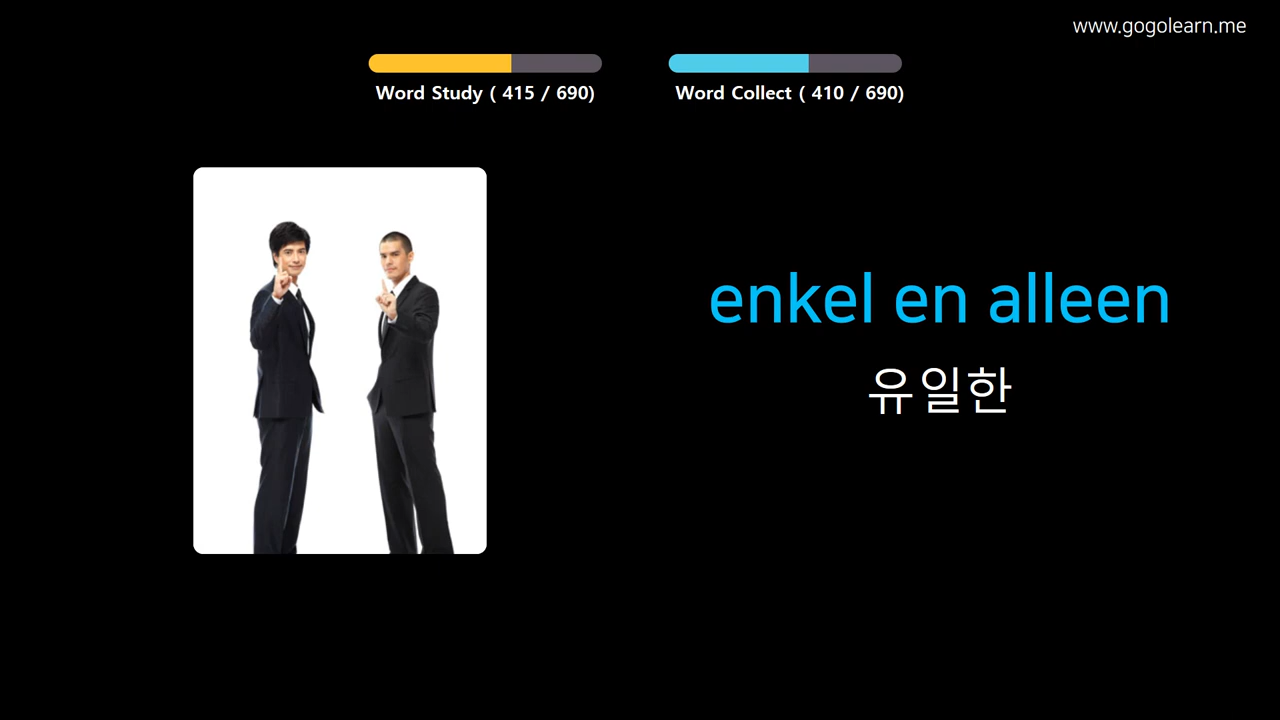 www.gogolearn.me
Word Study ( 415 / 690)
Word Collect ( 410 / 690)
enkel en alleen
유일한